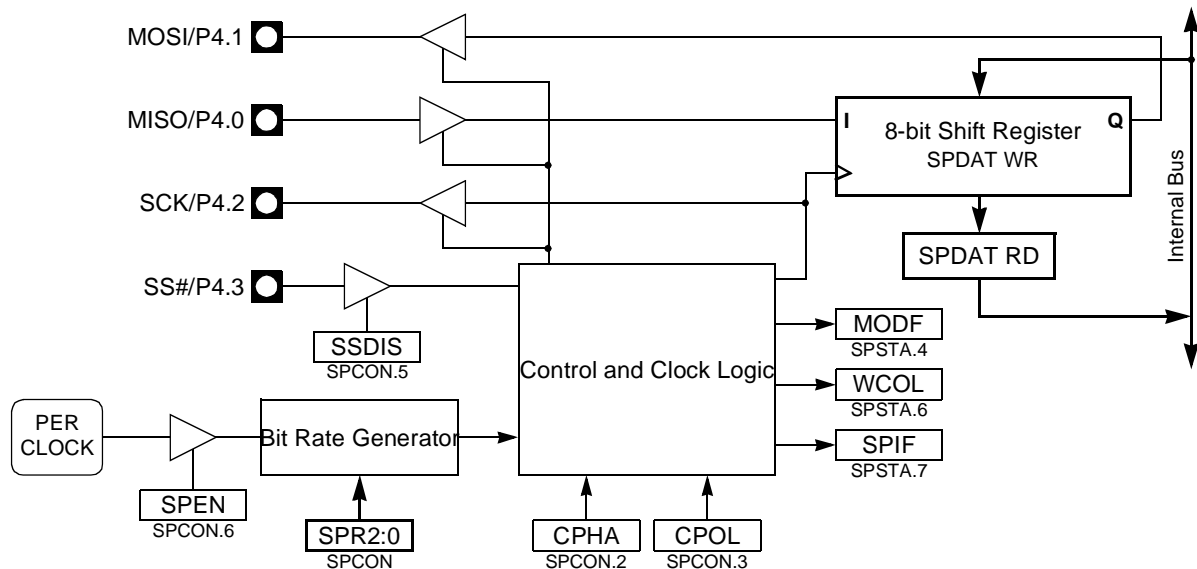 MOSI/P4.1
MISO/P4.0
I
8-bit Shift Register
Q
SPDAT WR
SCK/P4.2
Internal Bus
SPDAT RD
SS#/P4.3
SSDIS
SPCON.5
Control and Clock Logic
MODF
SPSTA.4
WCOL
SPSTA.6
SPIF
SPSTA.7
PER
CLOCK
Bit Rate Generator
SPEN
SPCON.6
SPR2:0
SPCON
CPHA
SPCON.2
CPOL
SPCON.3